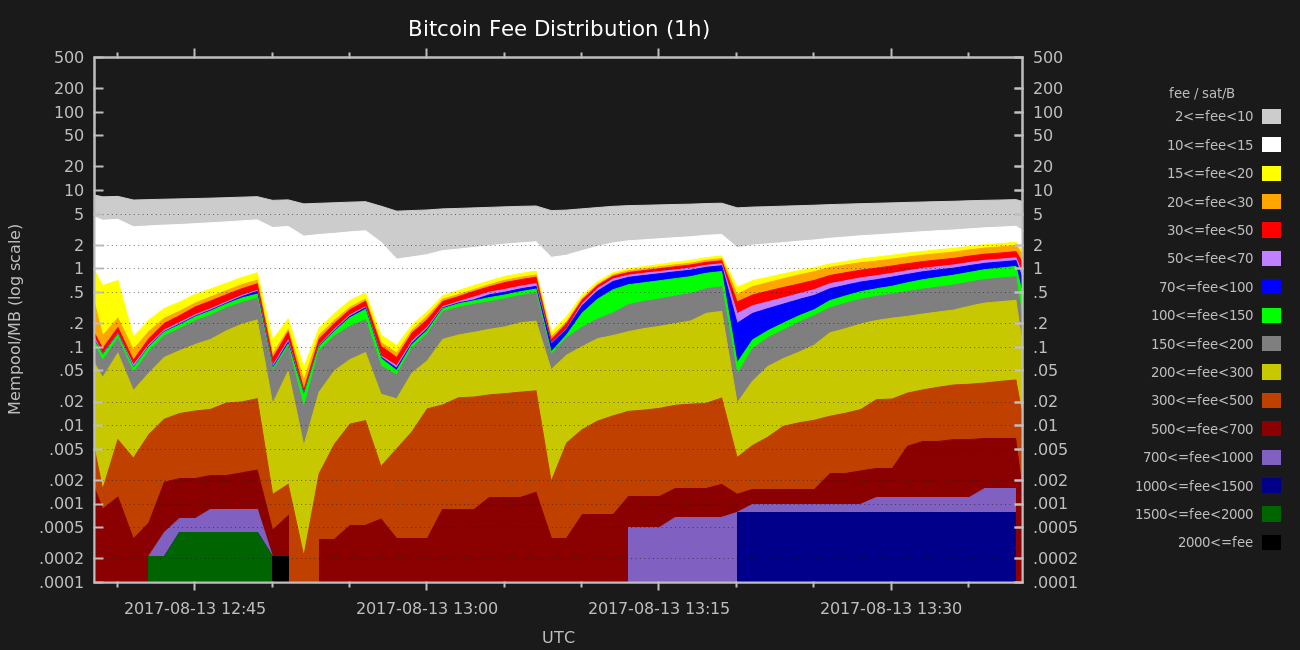 Bitcoin Fee Distribution (1h)
Mempool/MB (log scale)
500
200
100
50
20
10
5
2
1
.5
.2
.1
.05
.02
.01
.005
.002
.001
.0005
.0002
.0001
500
200
100
50
20
10
5
2
1
.5
.2
.1
.05
.02
.01
.005
.002
.001
.0005
.0002
.0001
2017-08-13 12:45
2017-08-13 13:00
2017-08-13 13:15
2017-08-13 13:30
UTC
fee / sat/B
2<=fee<10
10<=fee<15
15<=fee<20
20<=fee<30
30<=fee<50
50<=fee<70
70<=fee<100
100<=fee<150
150<=fee<200
200<=fee<300
300<=fee<500
500<=fee<700
700<=fee<1000
1000<=fee<1500
1500<=fee<2000
2000<=fee